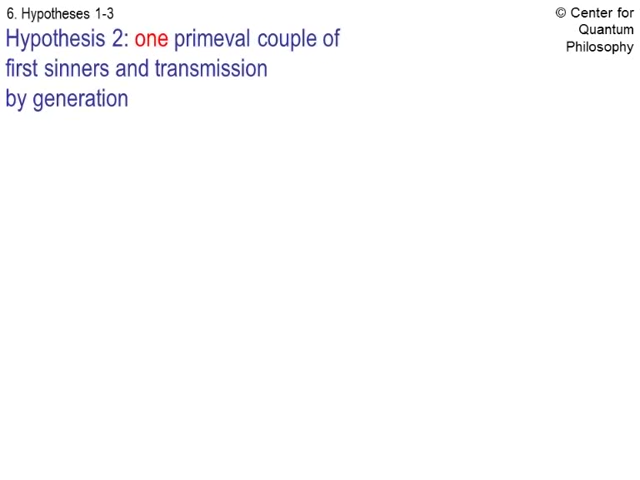 6. Hypotheses 1-3
Hypothesis 2: one primeval couple of
first sinners and transmission
by generation
© Center for
Quantum
Philosophy